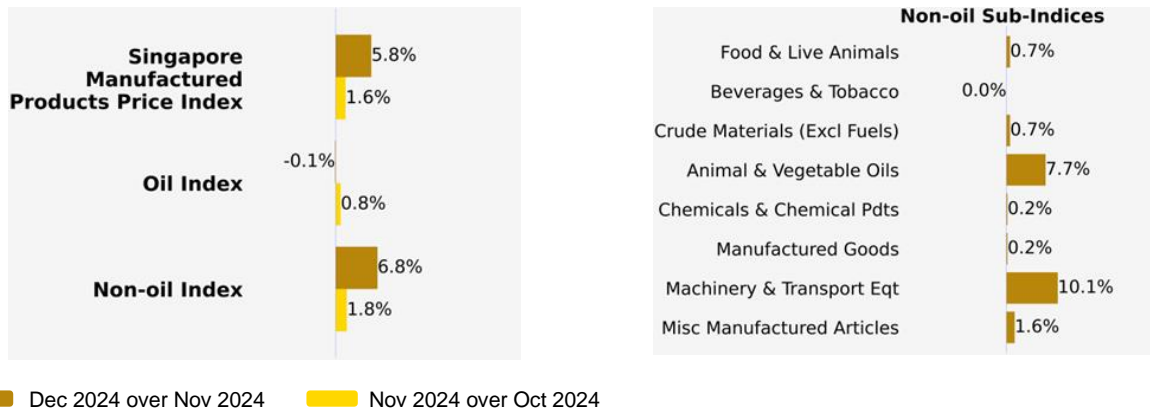 Singapore
Manufactured
Products Price Index
5.8%
1.6%
Oil Index
-0.1%
0.8%
Non-oil Index
6.8%
1.8%
Non-oil Sub-Indices
Food & Live Animals 0.7%
Beverages & Tobacco 0.0%
Crude Materials (Excl Fuels) 0.7%
Animal & Vegetable Oils 7.7%
Chemicals & Chemical Pdts 0.2%
Manufactured Goods 0.2%
Machinery & Transport Eqt 10.1%
Misc Manufactured Articles 1.6%
Dec 2024 over Nov 2024 Nov 2024 over Oct 2024